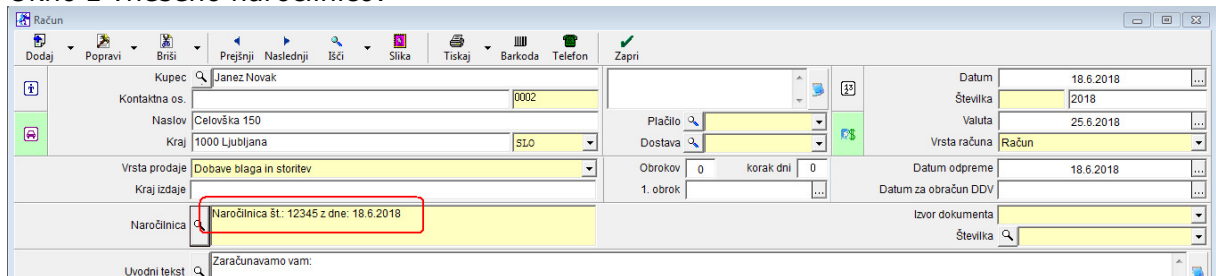 Račun
Dodaj Popravi Briši Prejšnji Naslednji Išči Slika Tiskaj Barkoda Telefon Zapri
Kupec Janez Novak Datum 18.6.2018 ...
Kontaktna os. 0002 Številka 2018
Naslov Celovška 150 Plačilo Valuta 25.6.2018 ...
Kraj 1000 Ljubljana SLO Dostava Vrsta računa Račun
Vrsta prodaje Dobave blaga in storitev Obrokov 0 korak dni 0 Datum odpreme 18.6.2018 ...
Kraj izdaje 1. obrok ... Datum za obračun DDV ...
Naročilnica Naročilnica št.: 12345 z dne: 18.6.2018 Izvor dokumenta
Številka
Uvodni tekst Zaračunavamo vam: